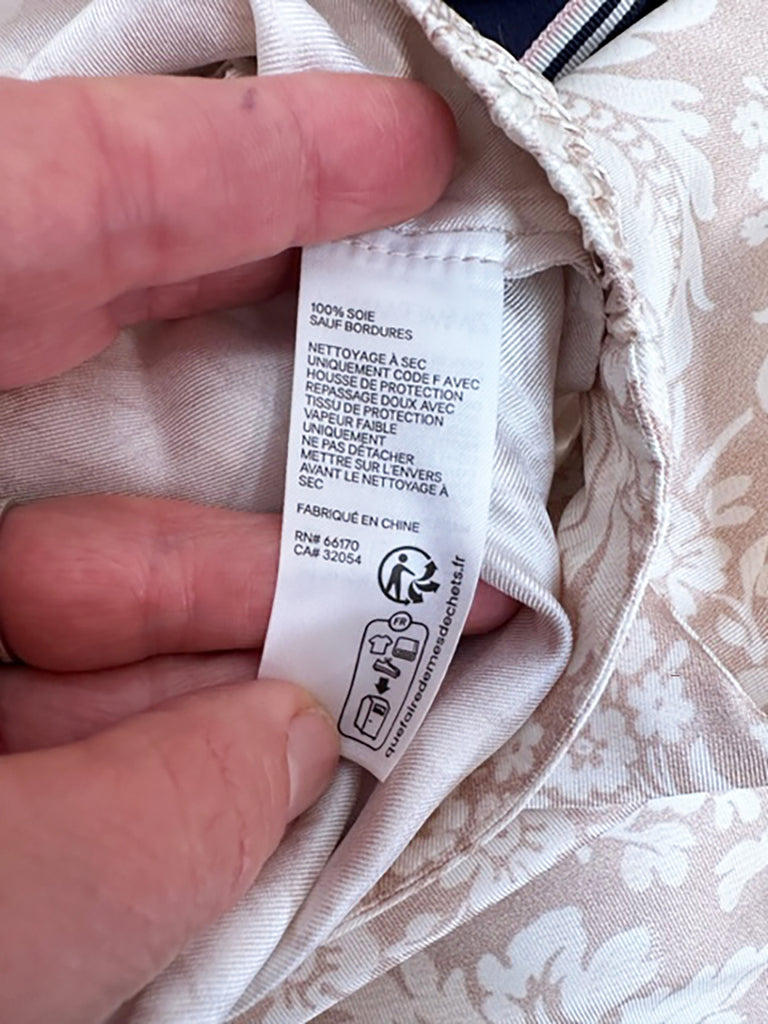 100% SOIE
SAUF BORDURES
NETTOYAGE À SEC
UNIQUEMENT CODE F AVEC
HOUSSE DE PROTECTION
REPASSAGE DOUX AVEC
TISSU DE PROTECTION
VAPEUR FAIBLE
UNIQUEMENT
NE PAS DÉTACHER
METTRE SUR L'ENVERS
AVANT LE NETTOYAGE À
SEC
FABRIQUÉ EN CHINE
RN# 66170
CA# 32054
FR
quefairedemesdechets.fr